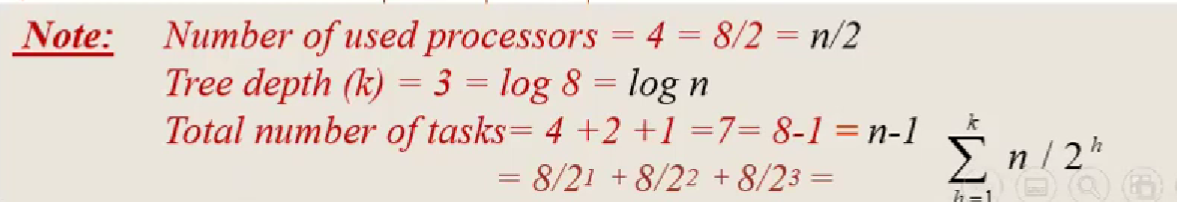 Note: Number of used processors = 4 = 8/2 = n/2
Tree depth (k) = 3 = log 8 = log n
Total number of tasks= 4 +2 +1 =7= 8-1 = n-1
= 8/21 + 8/22 + 8/23 = k ∑ h=1 n / 2 h